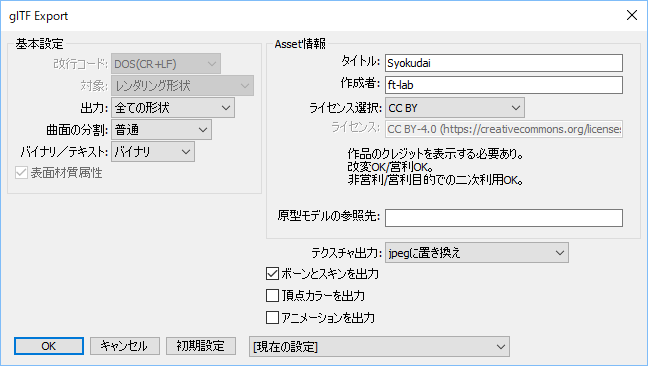 glTF Export
基本設定
改行コード: DOS(CR+LF)
対象: レンダリング形状
出力: 全ての形状
曲面の分割: 普通
バイナリ／テキスト: バイナリ
表面材質属性
Asset情報
タイトル: Syokudai
作成者: ft-lab
ライセンス選択: CC BY
ライセンス: CC BY-4.0 (https://creativecommons.org/license
作品のクレジットを表示する必要あり。
改変OK/営利OK。
非営利/営利目的での二次利用OK。
原型モデルの参照先:
テクスチャ出力: jpegに置き換え
ボーンとスキンを出力
頂点カラーを出力
アニメーションを出力
OK キャンセル 初期設定 [現在の設定]